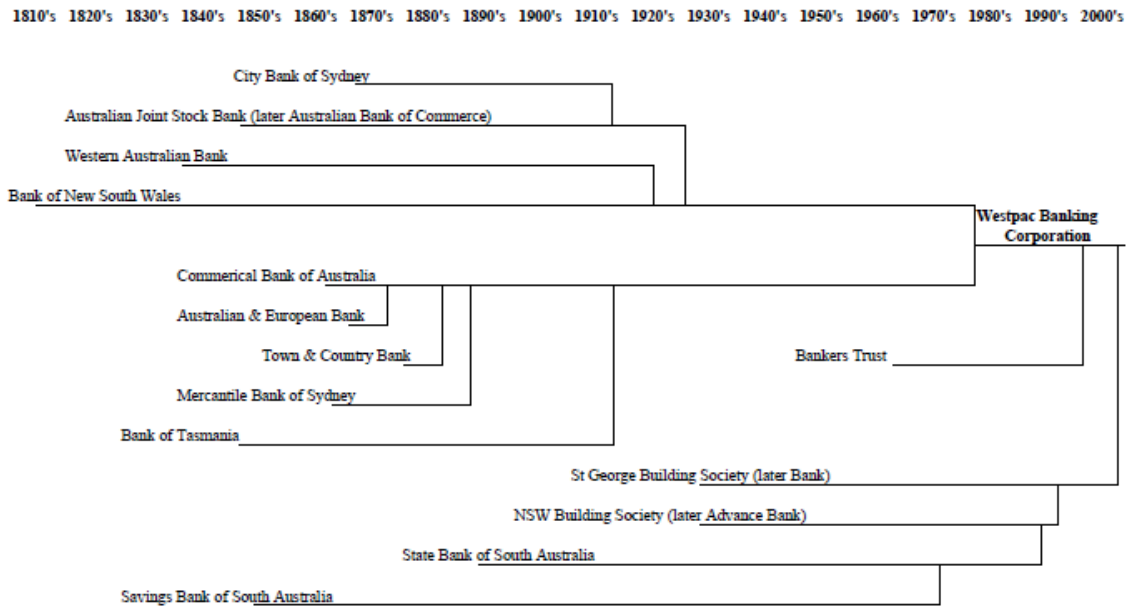 1810's 1820's 1830's 1840's 1850's 1860's 1870's 1880's 1890's 1900's 1910's 1920's 1930's 1940's 1950's 1960's 1970's 1980's 1990's 2000's
City Bank of Sydney
Australian Joint Stock Bank (later Australian Bank of Commerce)
Western Australian Bank
Bank of New South Wales
Westpac Banking
Corporation
Commerical Bank of Australia
Australian & European Bank
Town & Country Bank
Bankers Trust
Mercantile Bank of Sydney
Bank of Tasmania
St George Building Society (later Bank)
NSW Building Society (later Advance Bank)
State Bank of South Australia
Savings Bank of South Australia